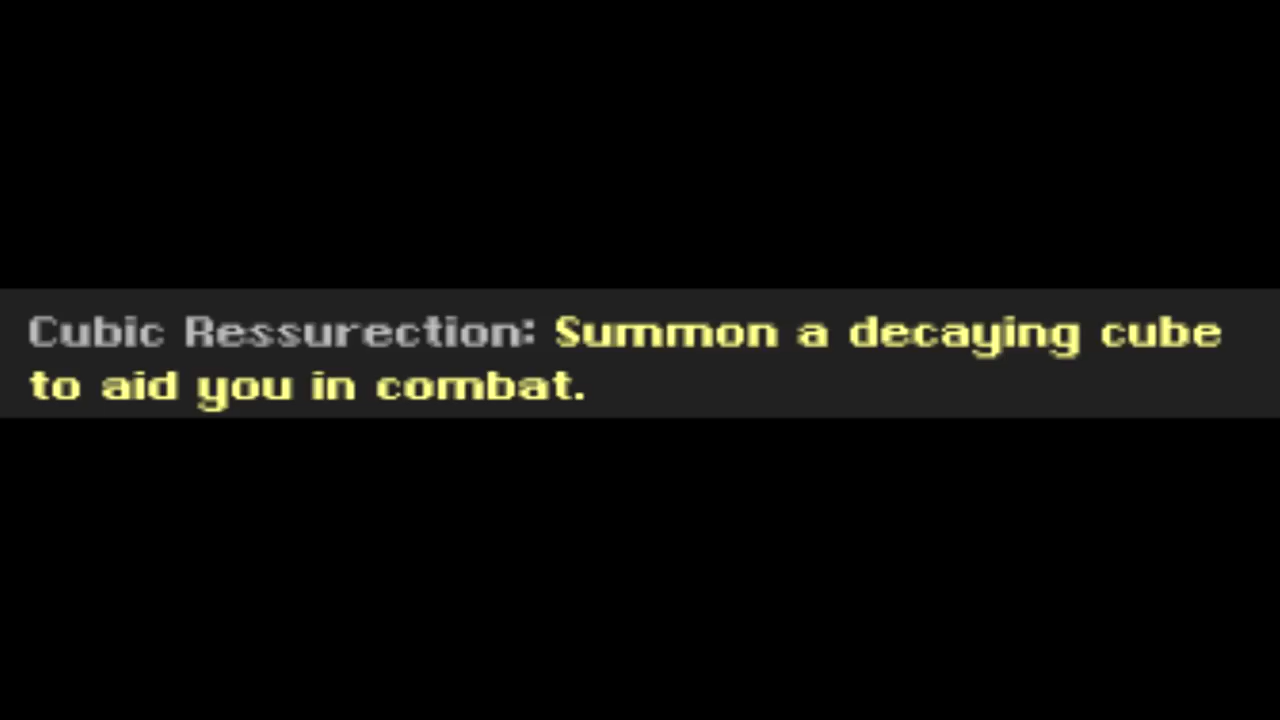 Cubic Ressurection: Summon a decaying cube
to aid you in combat.